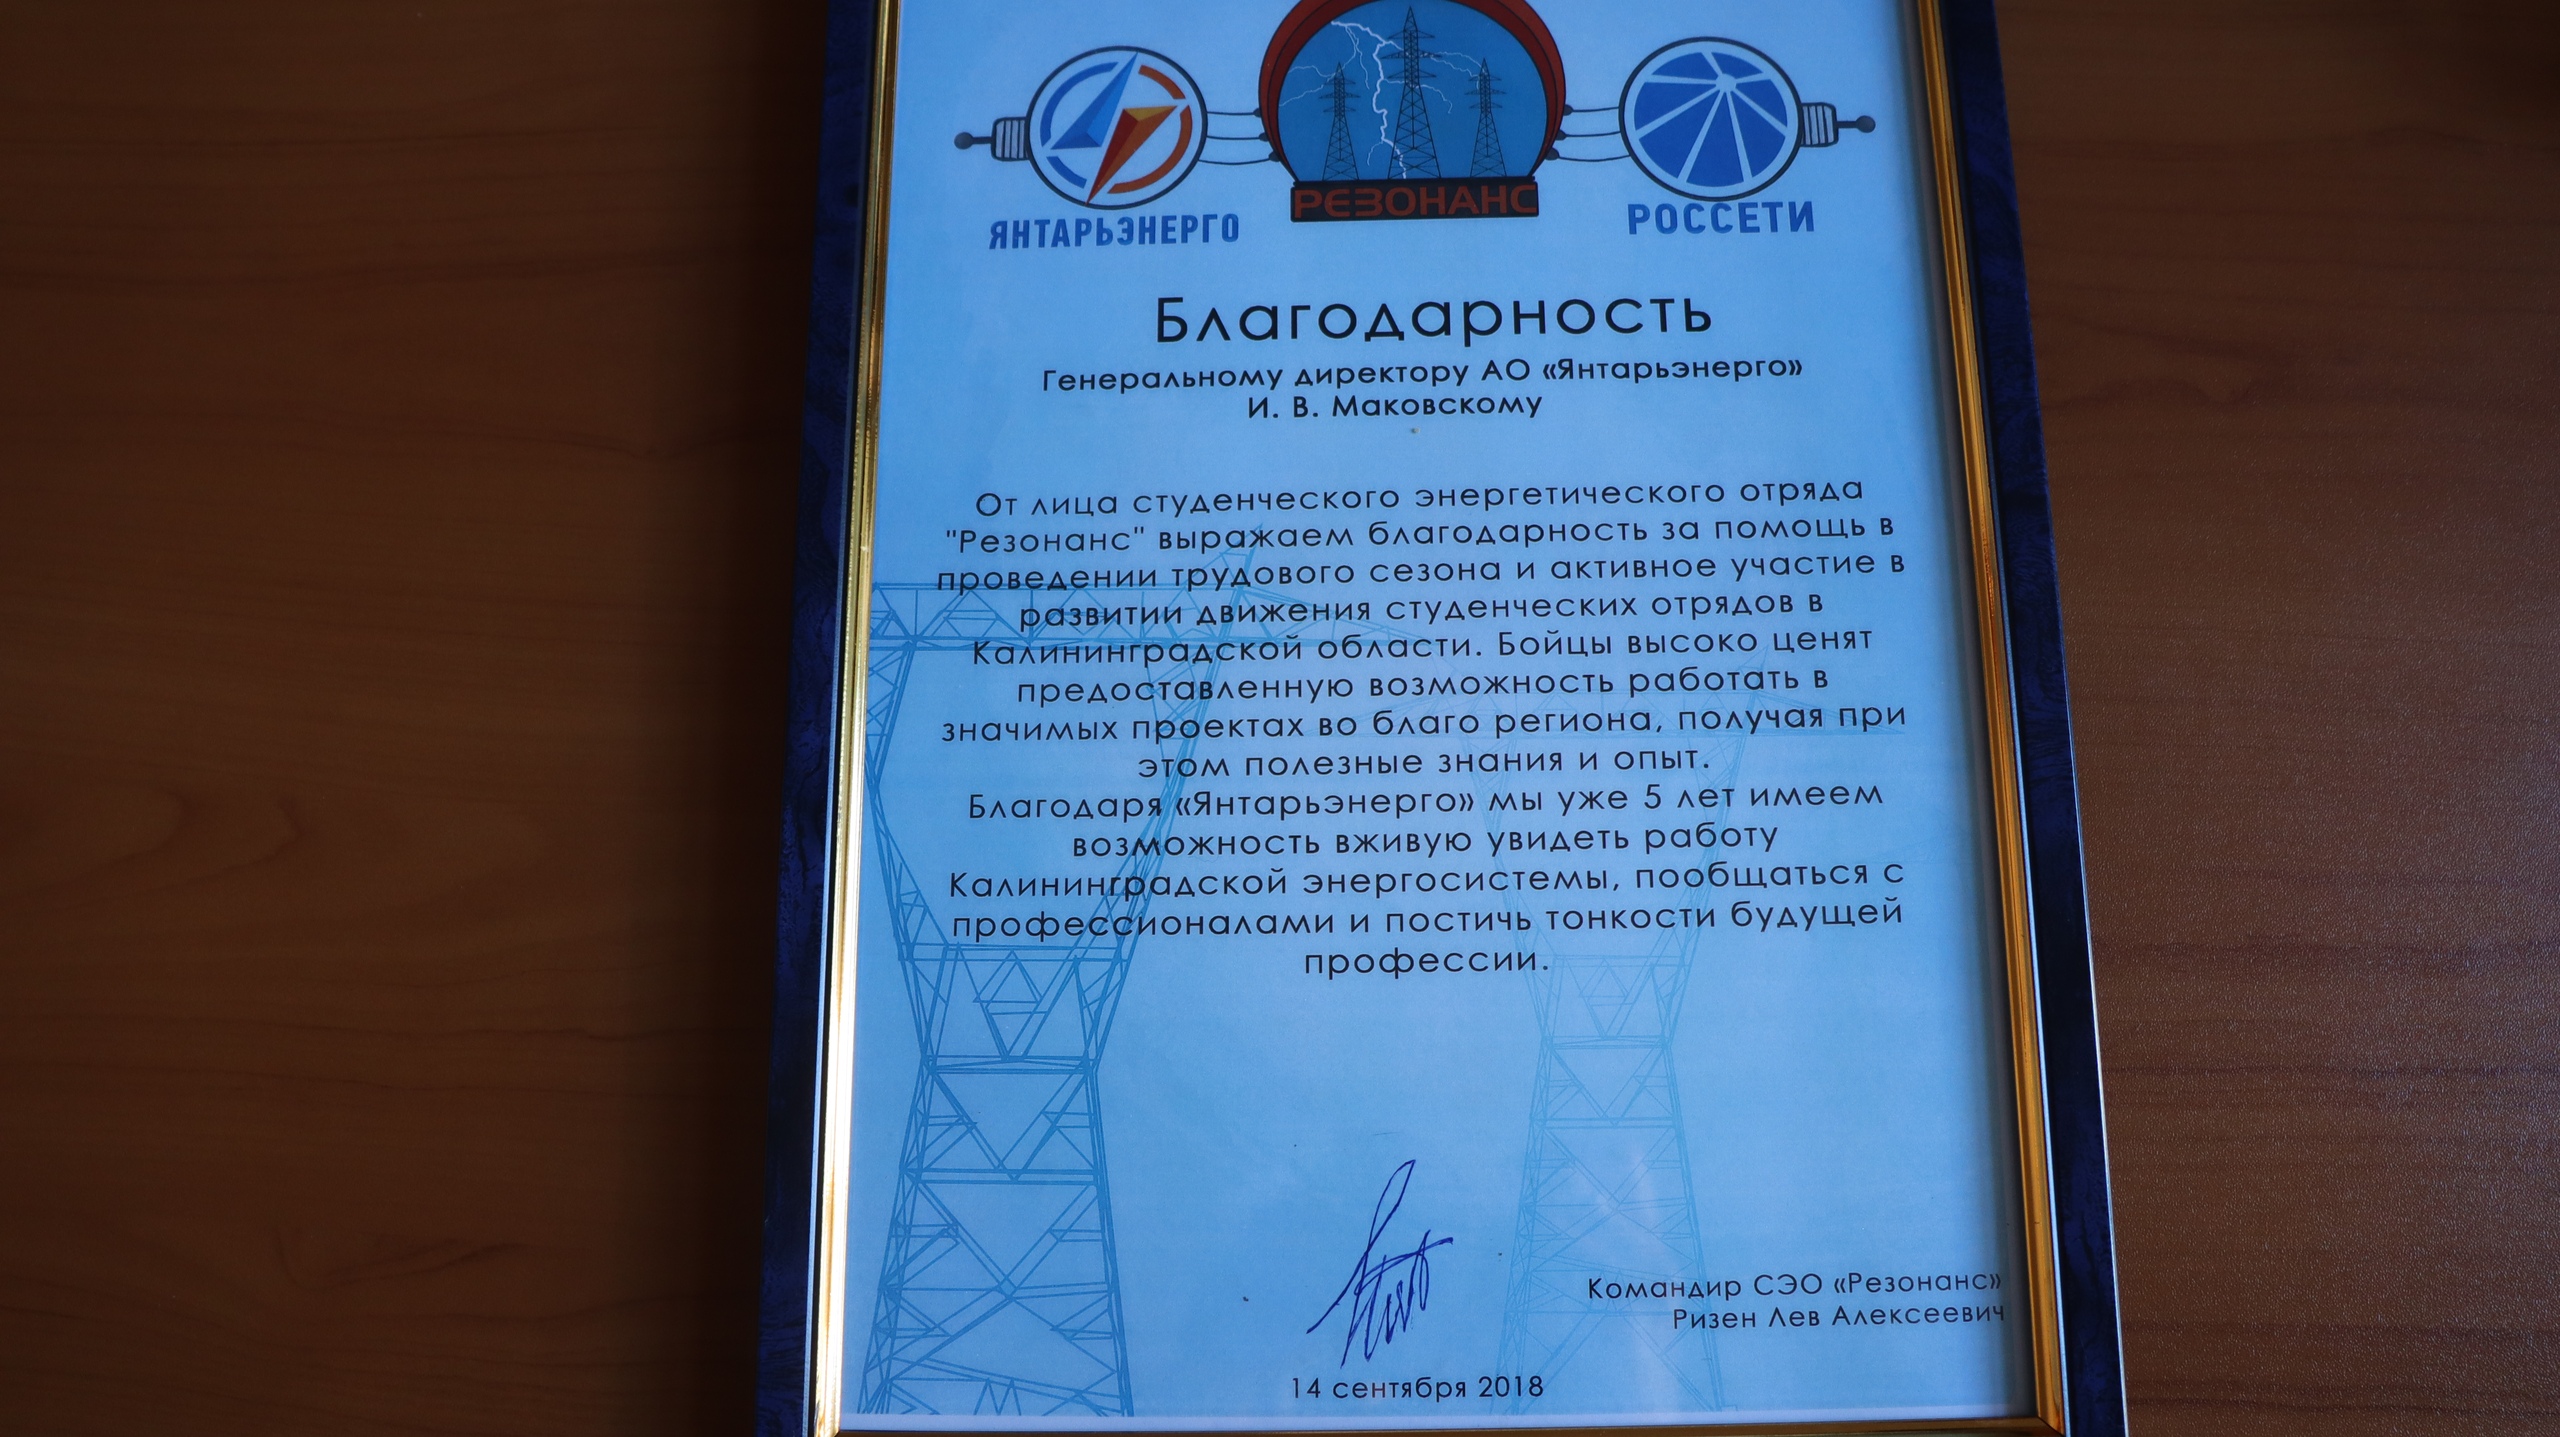 ЯНТАРЬЭНЕРГО
РЕЗОНАНС
РОССЕТИ
Благодарность
Генеральному директору АО «Янтарьэнерго»
И. В. Маковскому
От лица студенческого энергетического отряда
"Резонанс" выражаем благодарность за помощь в
проведении трудового сезона и активное участие в
развитии движения студенческих отрядов в
Калининградской области. Бойцы высоко ценят
предоставленную возможность работать в
значимых проектах во благо региона, получая при
этом полезные знания и опыт.
Благодаря «Янтарьэнерго» мы уже 5 лет имеем
возможность вживую увидеть работу
Калининградской энергосистемы, пообщаться с
профессионалами и постичь тонкости будущей
профессии.
Командир СЭО «Резонанс»
Ризен Лев Алексеевич
14 сентября 2018